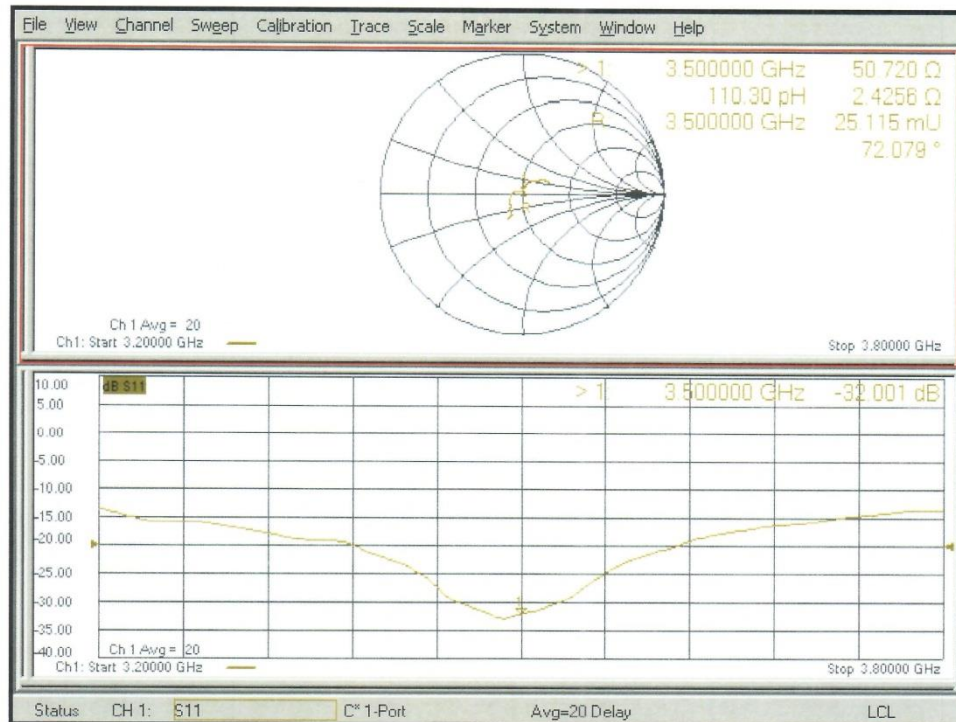 File View Channel Sweep Calibration Trace Scale Marker System Window Help
> 1: 3.500000 GHz 50.720 Ω
110.30 pH 2.4256 Ω
3.500000 GHz 25.115 mU
72.079 °
Ch 1 Avg = 20
Ch1: Start 3.20000 GHz
Stop 3.80000 GHz
dB S11
> 1: 3.500000 GHz -32.001 dB
10.00
5.00
0.00
-5.00
-10.00
-15.00
-20.00
-25.00
-30.00
-35.00
-40.00
1
Ch 1 Avg = 20
Ch1: Start 3.20000 GHz
Stop 3.80000 GHz
Status CH 1: S11 C* 1-Port Avg=20 Delay LCL